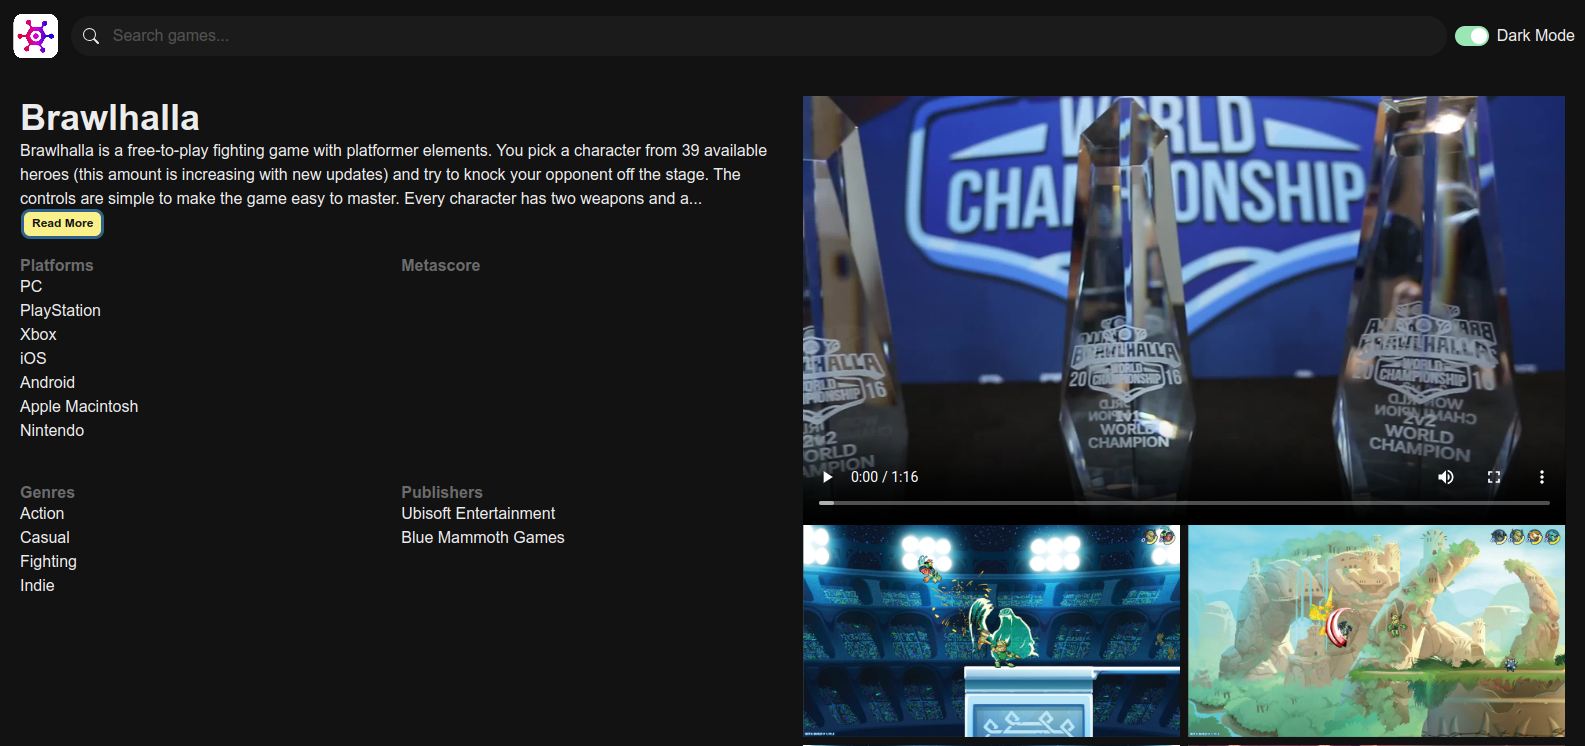 Search games...
Dark Mode
Brawlhalla
Brawlhalla is a free-to-play fighting game with platformer elements. You pick a character from 39 available
heroes (this amount is increasing with new updates) and try to knock your opponent off the stage. The
controls are simple to make the game easy to master. Every character has two weapons and a...
Read More
Platforms
PC
PlayStation
Xbox
iOS
Android
Apple Macintosh
Nintendo
Metascore
Genres
Action
Casual
Fighting
Indie
Publishers
Ubisoft Entertainment
Blue Mammoth Games
CHAMPIONSHIP
BRAWLHALLA
WORLD
20 CHAMPIONSHIP 16
1v1
WORLD
CHAMPION
2v2
WORLD
CHAMPION
0:00 / 1:16